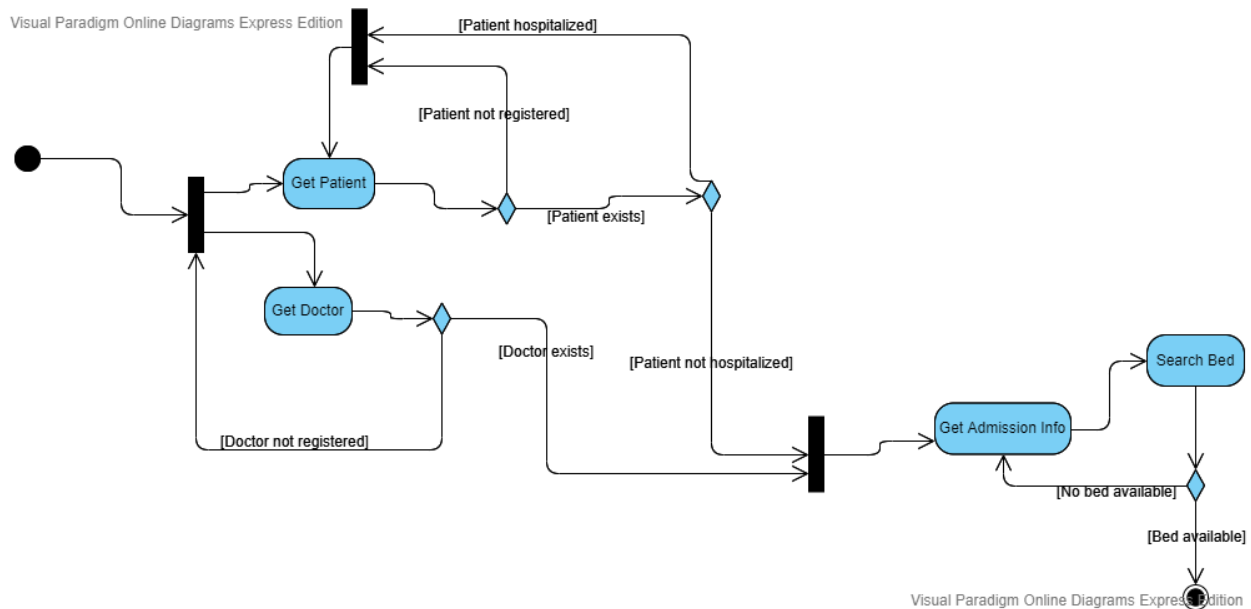 Visual Paradigm Online Diagrams Express Edition
[Patient hospitalized]
[Patient not registered]
Get Patient
[Patient exists]
Get Doctor
[Doctor exists]
[Patient not hospitalized]
Search Bed
[Doctor not registered]
Get Admission Info
[No bed available]
[Bed available]
Visual Paradigm Online Diagrams Express Edition